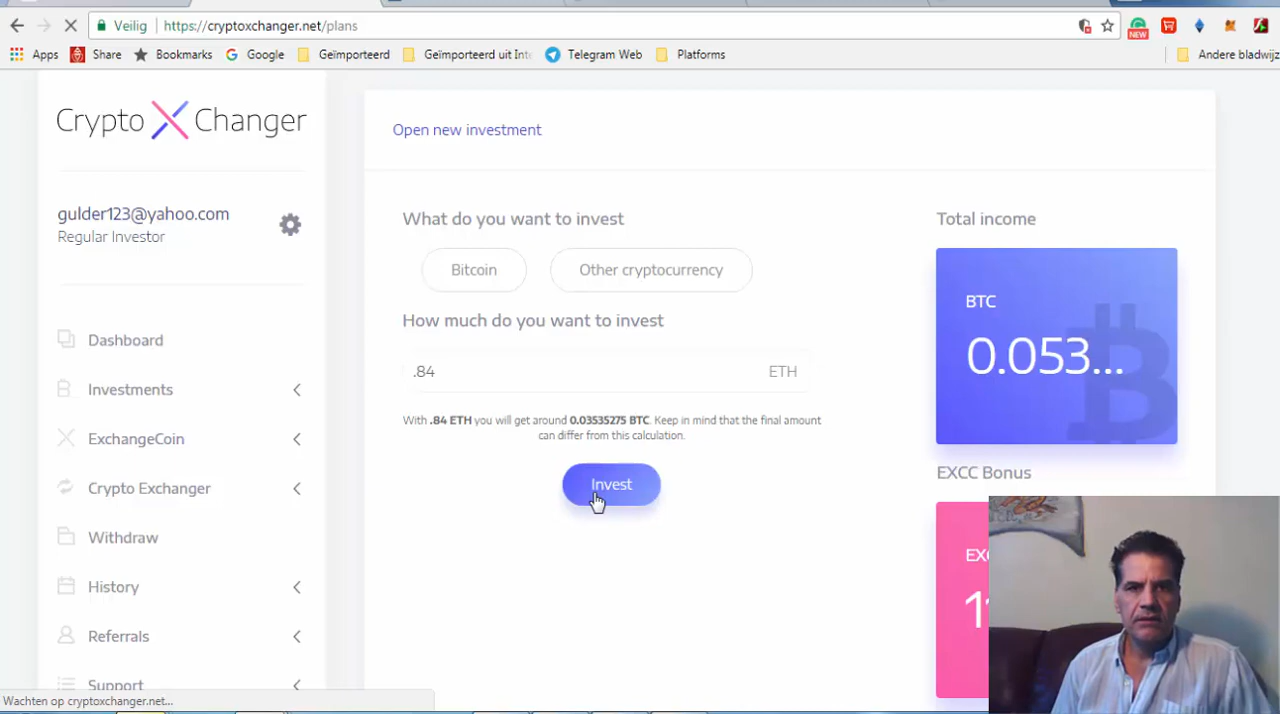 Veilig
https://cryptoxchanger.net/plans
NEW
Apps
Share
Bookmarks
Google
Geïmporteerd
Geïmporteerd uit Inte
Telegram Web
Platforms
Andere bladwijz
Crypto X Changer
gulder123@yahoo.com
Regular Investor
Dashboard
Investments
ExchangeCoin
Crypto Exchanger
Withdraw
History
Referrals
Support
Open new investment
What do you want to invest
Bitcoin
Other cryptocurrency
How much do you want to invest
.84
ETH
With .84 ETH you will get around 0.03535275 BTC. Keep in mind that the final amount
can differ from this calculation.
Invest
Total income
BTC
0.053...
EXCC Bonus
Wachten op cryptoxchanger.net...